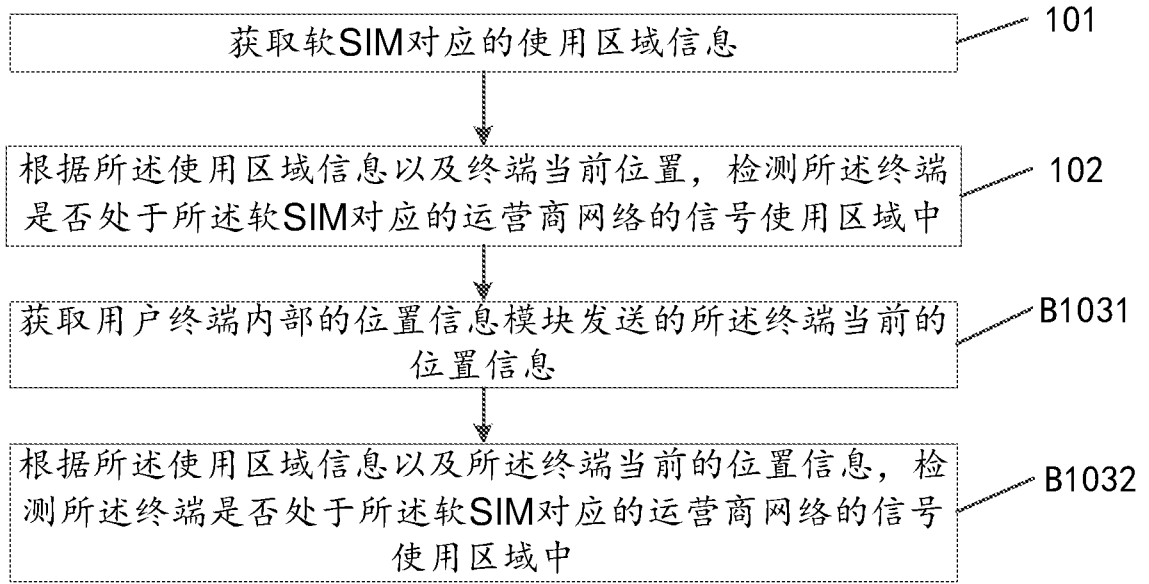 获取软SIM对应的使用区域信息
101
根据所述使用区域信息以及终端当前位置，检测所述终端
是否处于所述软SIM对应的运营商网络的信号使用区域中
102
获取用户终端内部的位置信息模块发送的所述终端当前的
位置信息
B1031
根据所述使用区域信息以及所述终端当前的位置信息，检
测所述终端是否处于所述软SIM对应的运营商网络的信号
使用区域中
B1032